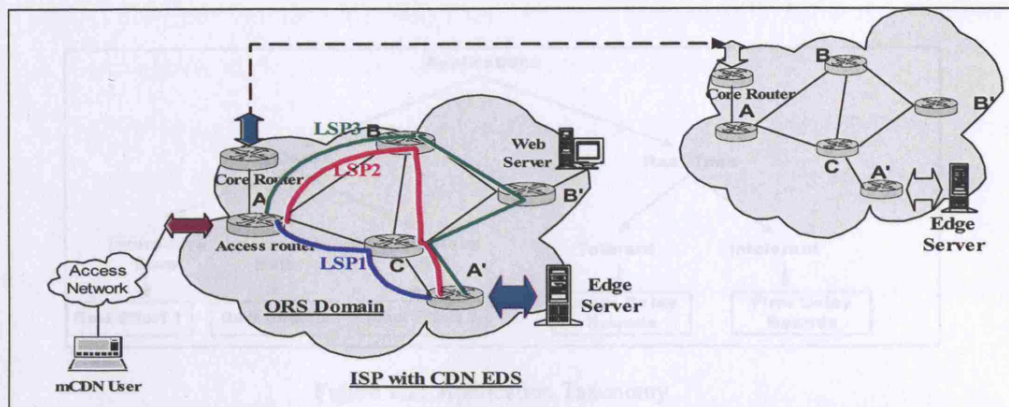 B
Core Router
B'
A
C
A'
Edge
Server
LSP3
B
Web
Server
LSP2
Core Router
B'
A
Access router
LSP1
C
A'
Edge
Server
ORS Domain
Access
Network
mCDN User
ISP with CDN EDS